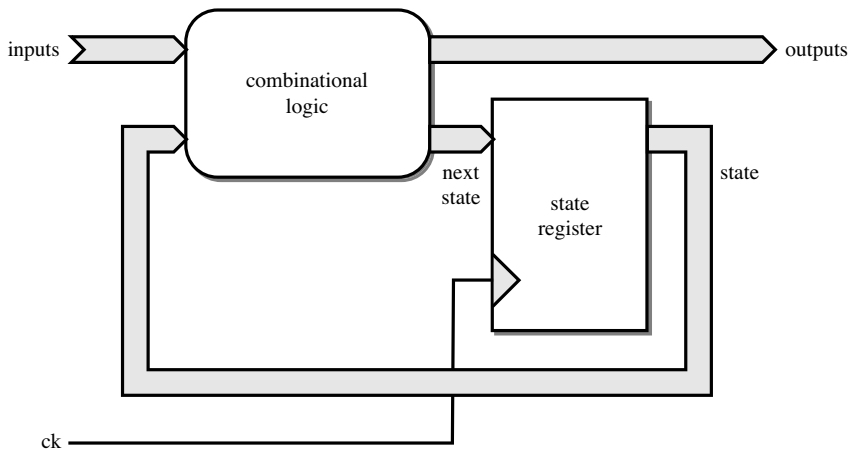 inputs
combinational
logic
outputs
next
state
state
register
state
ck